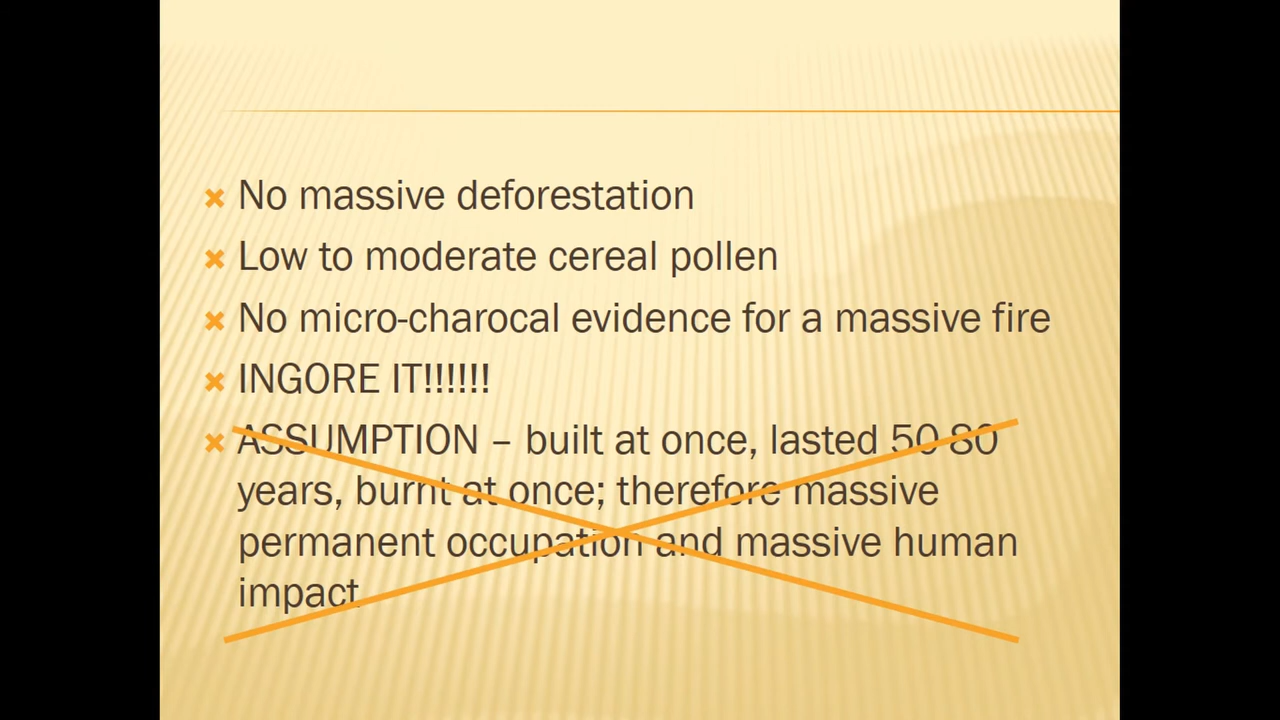 No massive deforestation
Low to moderate cereal pollen
No micro-charocal evidence for a massive fire
INGORE IT!!!!!!
ASSUMPTION – built at once, lasted 50-80
years, burnt at once; therefore massive
permanent occupation and massive human
impact